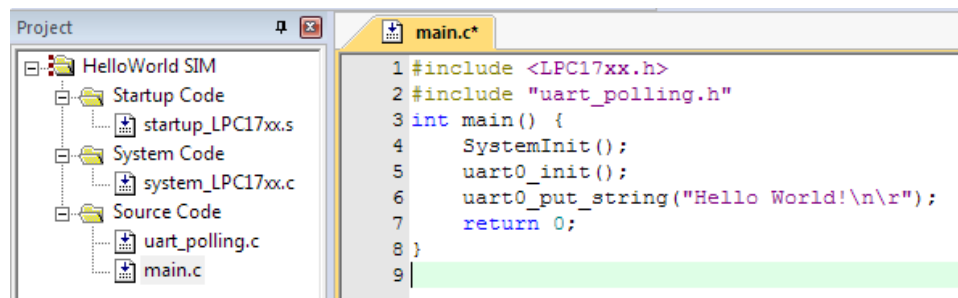 Project
HelloWorld SIM
Startup Code
startup_LPC17xx.s
System Code
system_LPC17xx.c
Source Code
uart_polling.c
main.c
main.c*
1 #include <LPC17xx.h>
2 #include "uart_polling.h"
3 int main() {
4     SystemInit();
5     uart0_init();
6     uart0_put_string("Hello World!\n\r");
7     return 0;
8 }
9